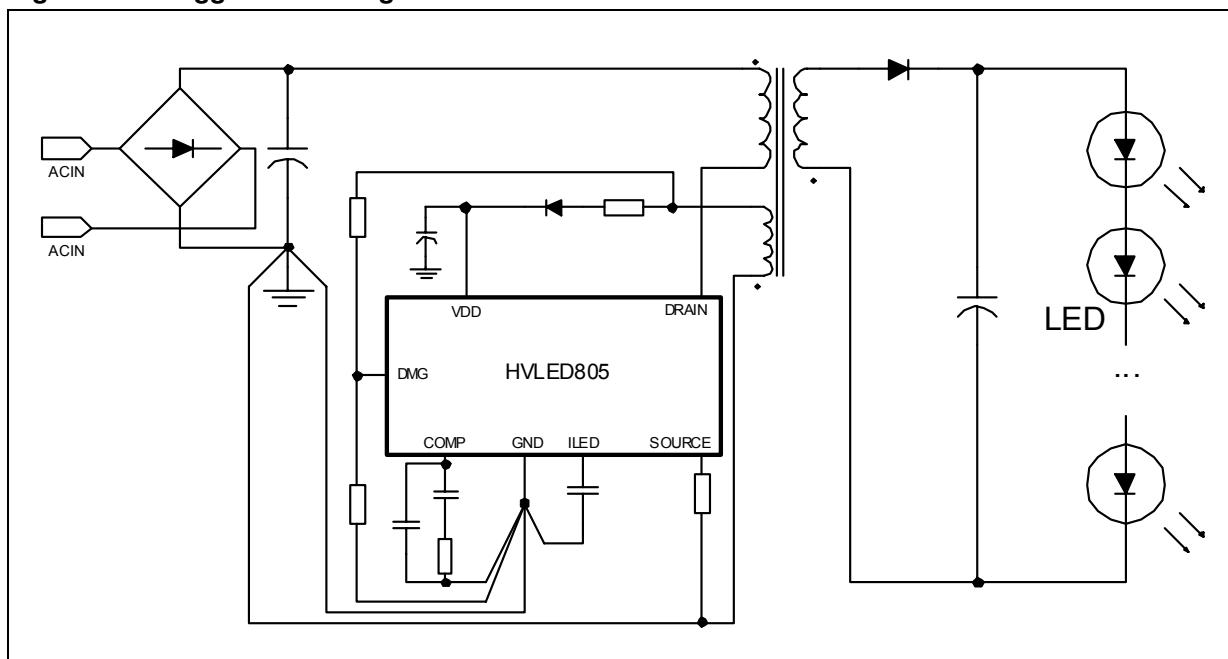 ACIN
ACIN
VDD
DRAIN
DMG
HVLED805
COMP
GND
ILED
SOURCE
LED
...